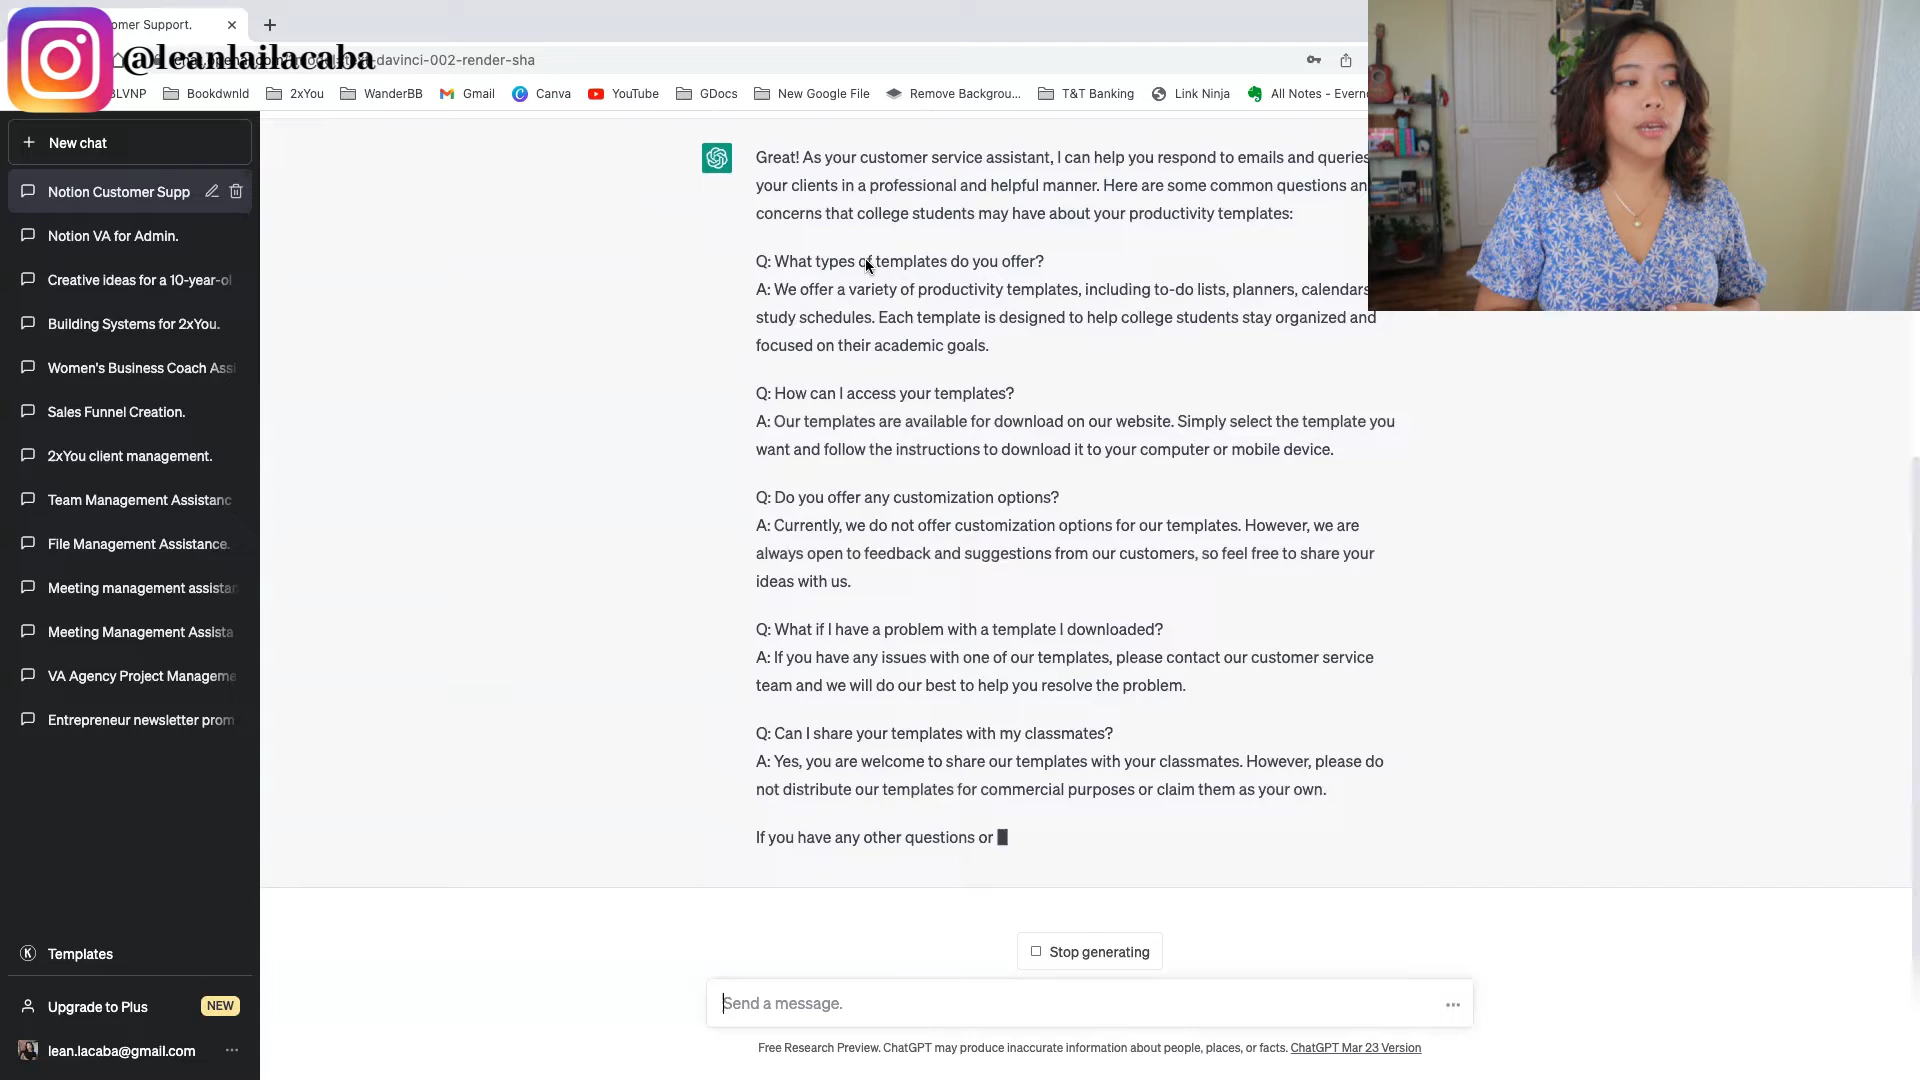 omer Support.
@leanlailacaba
-davinci-002-render-sha
BLVNP
Bookdwnld
2xYou
WanderBB
Gmail
Canva
YouTube
GDocs
New Google File
Remove Backgrou...
T&T Banking
Link Ninja
All Notes - Evern
New chat
Notion Customer Supp
Notion VA for Admin.
Creative ideas for a 10-year-ol
Building Systems for 2xYou.
Women's Business Coach Assi
Sales Funnel Creation.
2xYou client management.
Team Management Assistanc
File Management Assistance.
Meeting management assistan
Meeting Management Assista
VA Agency Project Manageme
Entrepreneur newsletter prom
Templates
Upgrade to Plus
NEW
lean.lacaba@gmail.com
Great! As your customer service assistant, I can help you respond to emails and queries
your clients in a professional and helpful manner. Here are some common questions an
concerns that college students may have about your productivity templates:
Q: What types of templates do you offer?
A: We offer a variety of productivity templates, including to-do lists, planners, calendars
study schedules. Each template is designed to help college students stay organized and
focused on their academic goals.
Q: How can I access your templates?
A: Our templates are available for download on our website. Simply select the template you
want and follow the instructions to download it to your computer or mobile device.
Q: Do you offer any customization options?
A: Currently, we do not offer customization options for our templates. However, we are
always open to feedback and suggestions from our customers, so feel free to share your
ideas with us.
Q: What if I have a problem with a template I downloaded?
A: If you have any issues with one of our templates, please contact our customer service
team and we will do our best to help you resolve the problem.
Q: Can I share your templates with my classmates?
A: Yes, you are welcome to share our templates with your classmates. However, please do
not distribute our templates for commercial purposes or claim them as your own.
If you have any other questions or
Stop generating
Send a message.
Free Research Preview. ChatGPT may produce inaccurate information about people, places, or facts. ChatGPT Mar 23 Version